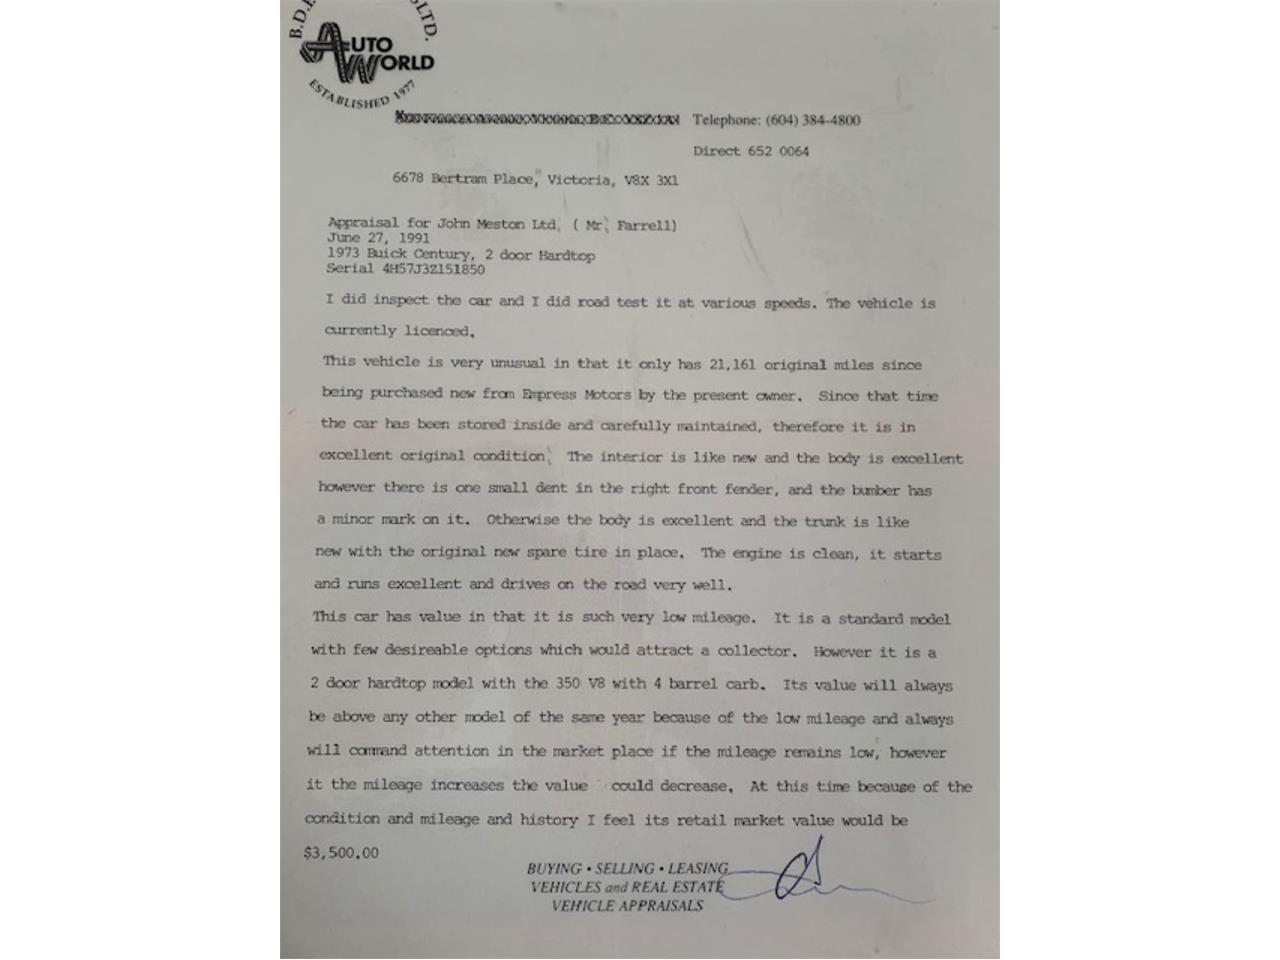 B.D. LTD.
AUTO
WORLD
ESTABLISHED 1977
Telephone: (604) 384-4800
Direct 652 0064
6678 Bertram Place, Victoria, V8X 3X1
Appraisal for John Meston Ltd. ( Mr. Farrell)
June 27, 1991
1973 Buick Century, 2 door Hardtop
Serial 4H57J3Z151850
I did inspect the car and I did road test it at various speeds. The vehicle is
currently licenced.
This vehicle is very unusual in that it only has 21,161 original miles since
being purchased new from Empress Motors by the present owner. Since that time
the car has been stored inside and carefully maintained, therefore it is in
excellent original condition. The interior is like new and the body is excellent
however there is one small dent in the right front fender, and the bumber has
a minor mark on it. Otherwise the body is excellent and the trunk is like
new with the original new spare tire in place. The engine is clean, it starts
and runs excellent and drives on the road very well.
This car has value in that it is such very low mileage. It is a standard model
with few desireable options which would attract a collector. However it is a
2 door hardtop model with the 350 V8 with 4 barrel carb. Its value will always
be above any other model of the same year because of the low mileage and always
will command attention in the market place if the mileage remains low, however
it the mileage increases the value could decrease. At this time because of the
condition and mileage and history I feel its retail market value would be
$3,500.00
BUYING • SELLING • LEASING
VEHICLES and REAL ESTATE
VEHICLE APPRAISALS